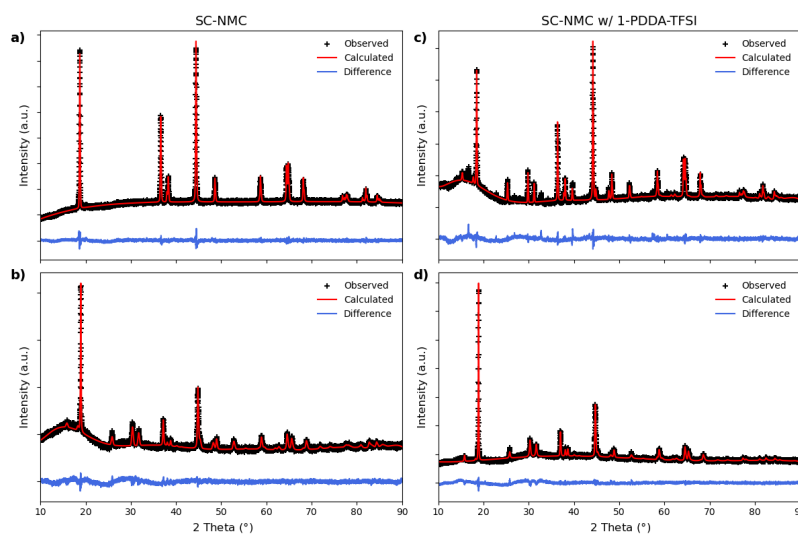 SC-NMC
SC-NMC w/ 1-PDDA-TFSI
a)
Observed
Calculated
Difference
Intensity (a.u.)
c)
Observed
Calculated
Difference
Intensity (a.u.)
b)
Observed
Calculated
Difference
Intensity (a.u.)
10 20 30 40 50 60 70 80 90
2 Theta (°)
d)
Observed
Calculated
Difference
Intensity (a.u.)
10 20 30 40 50 60 70 80 90
2 Theta (°)